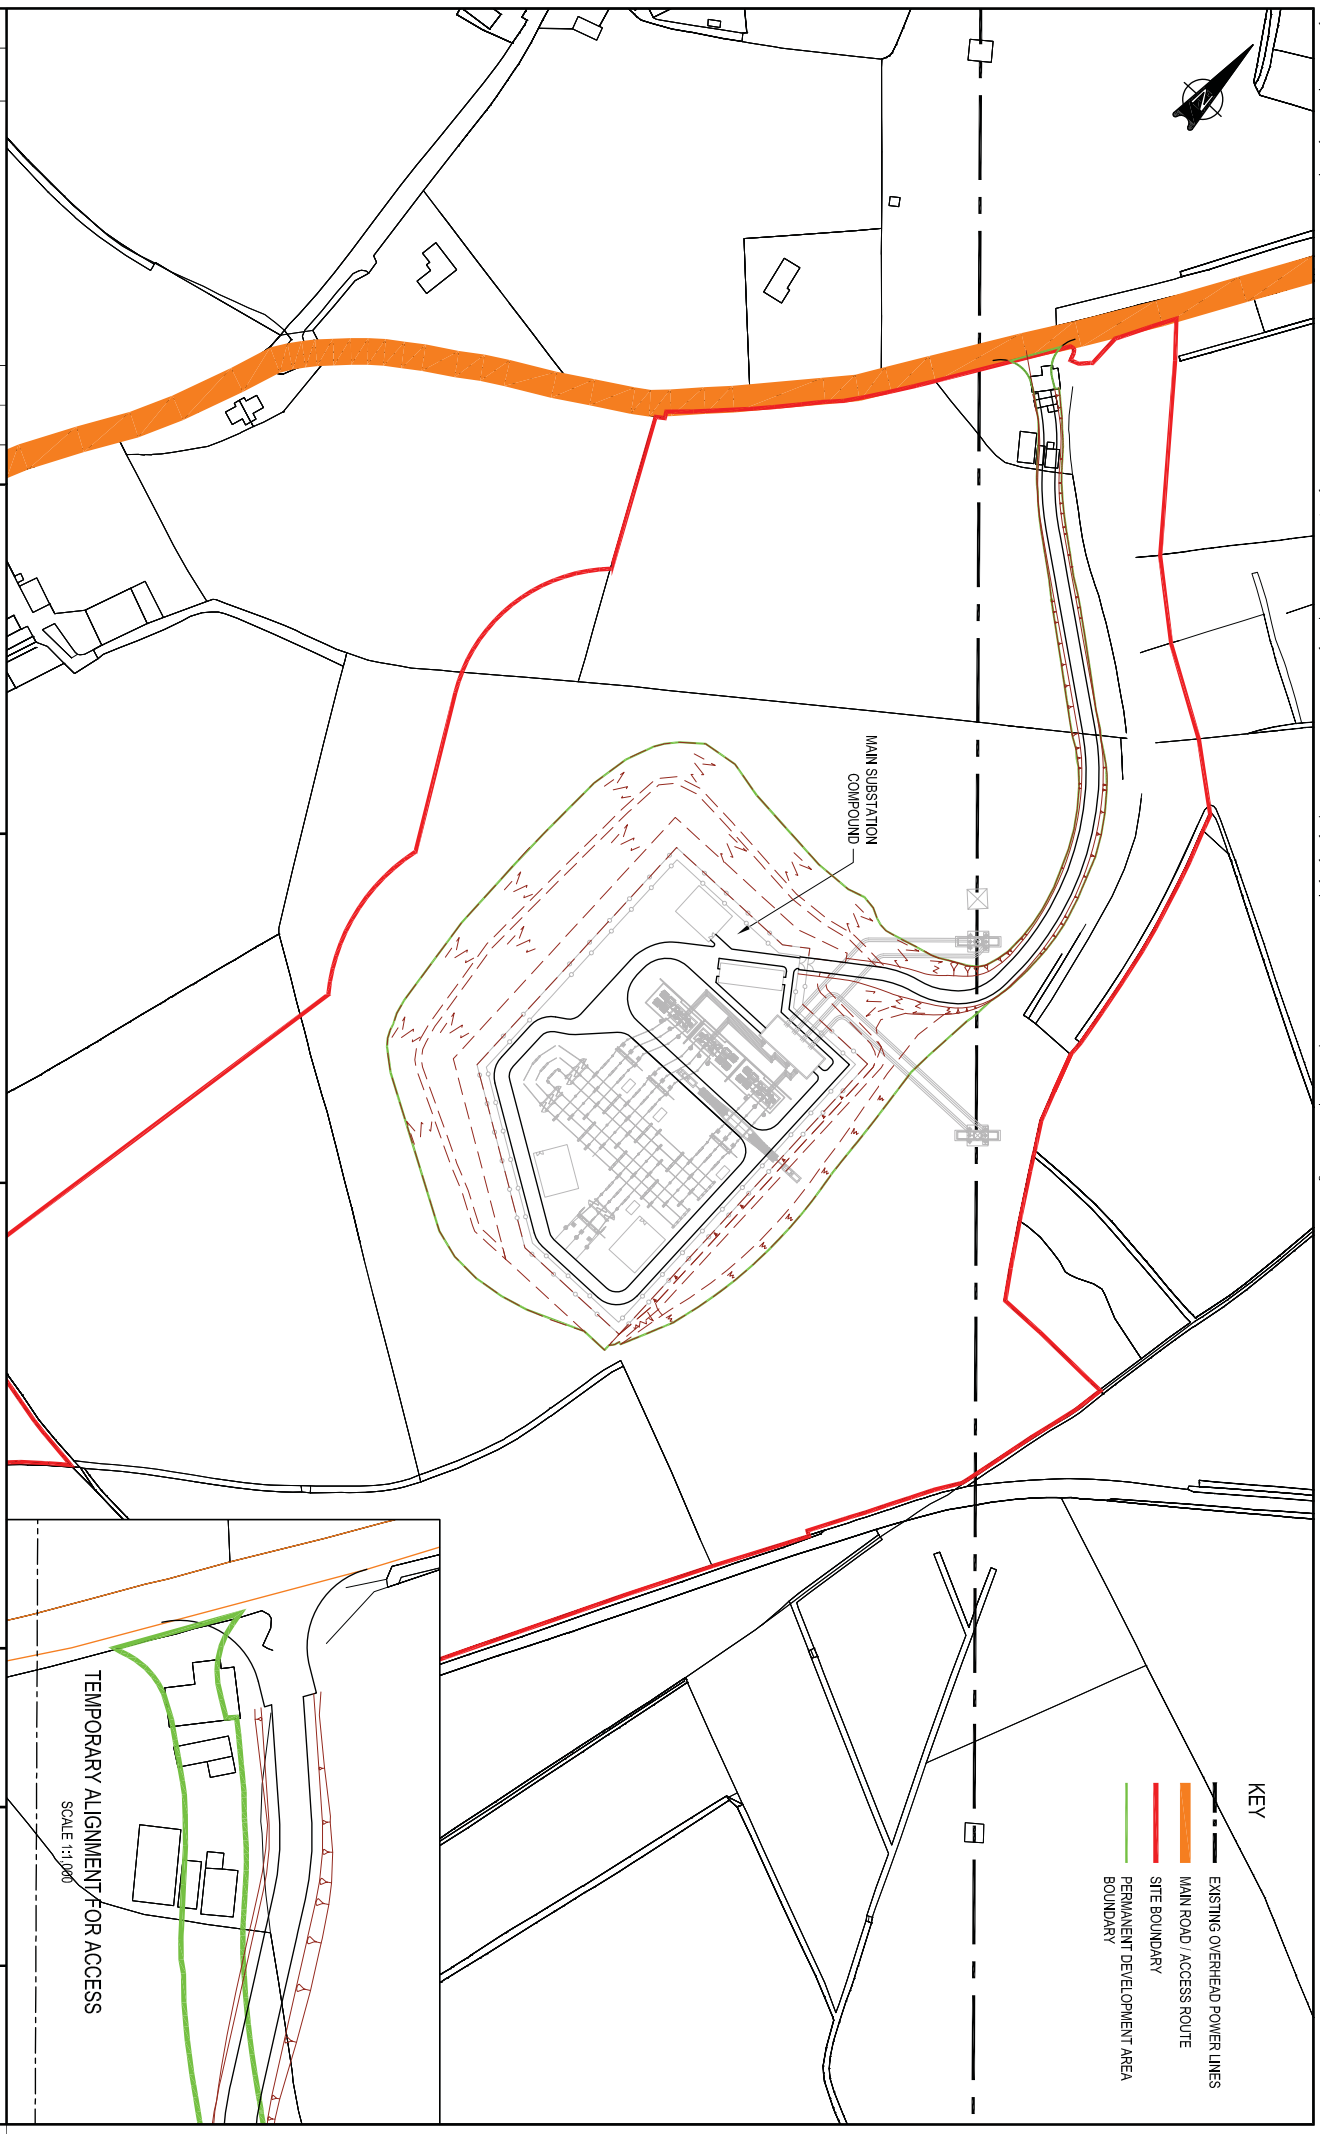 N
MAIN SUBSTATION
COMPOUND
KEY
EXISTING OVERHEAD POWER LINES
MAIN ROAD / ACCESS ROUTE
SITE BOUNDARY
PERMANENT DEVELOPMENT AREA
BOUNDARY
TEMPORARY ALIGNMENT FOR ACCESS
SCALE 1:1,000